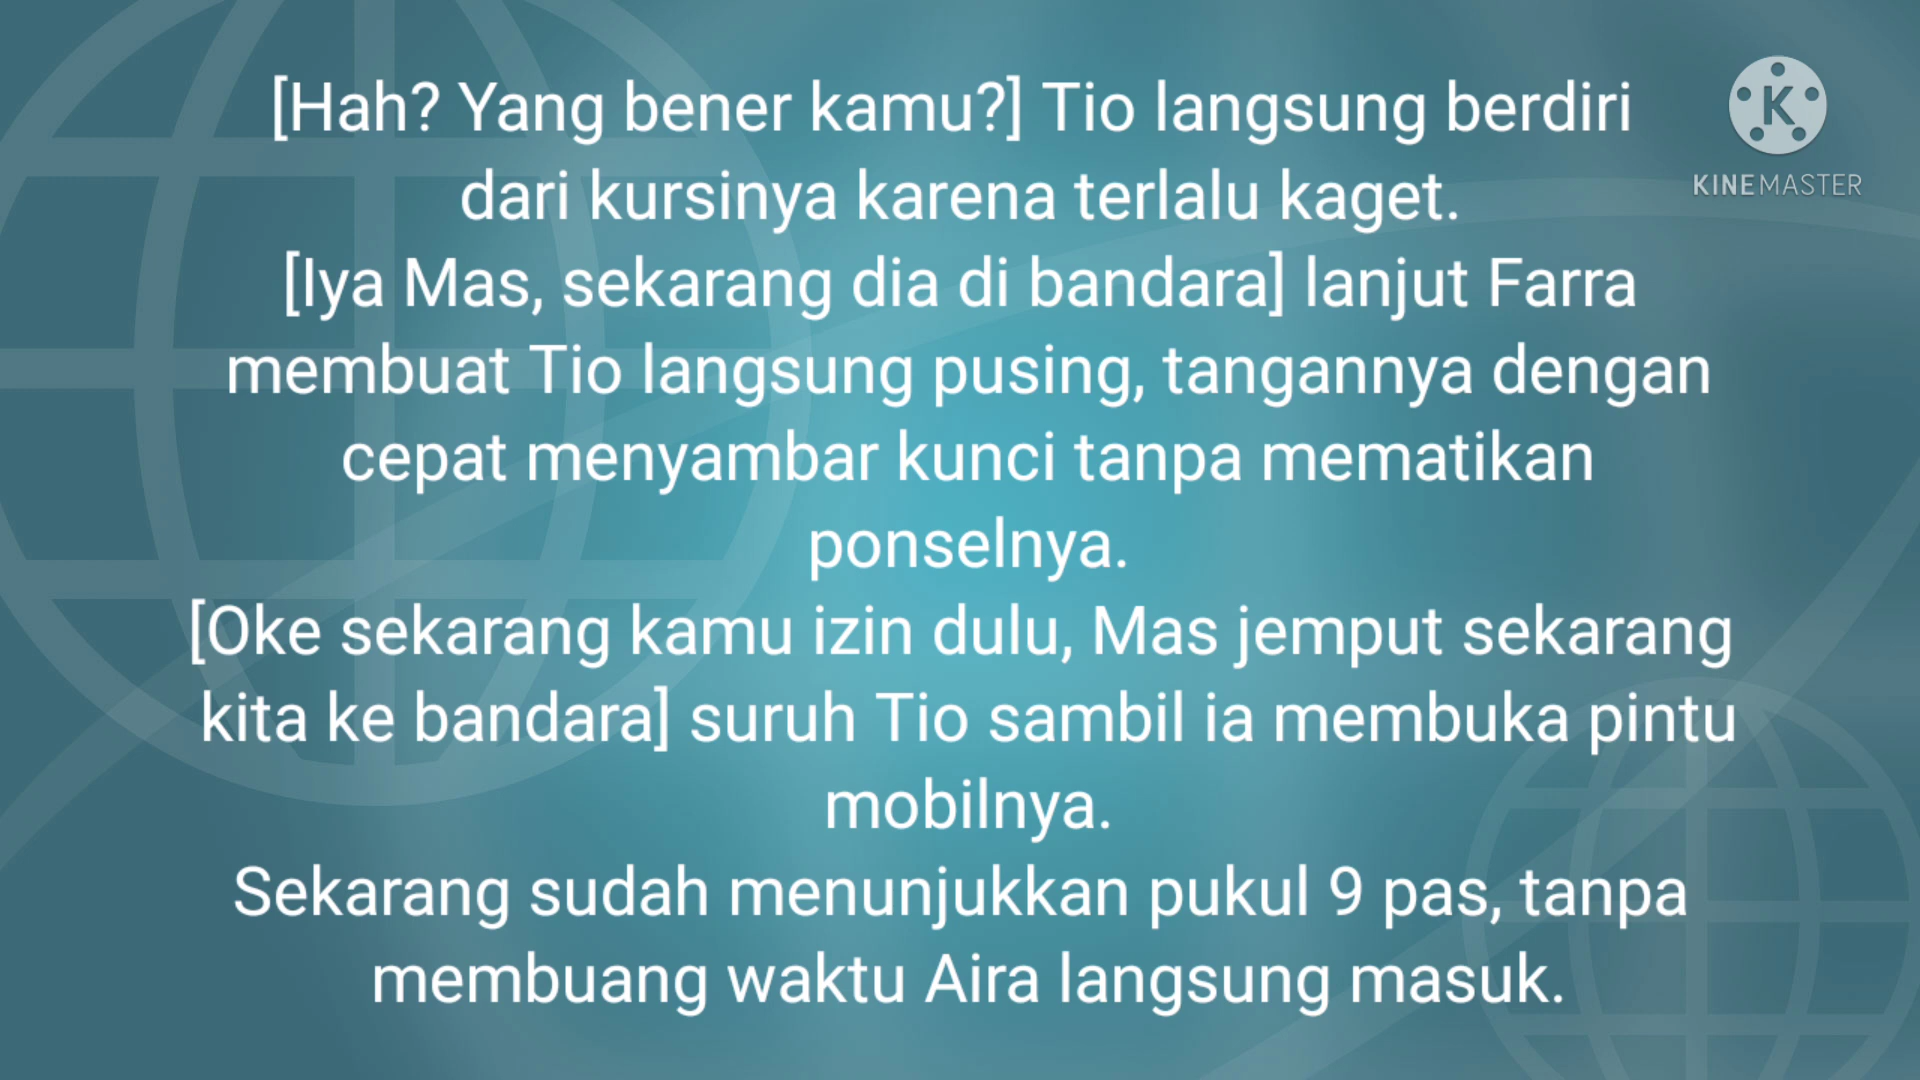 [Hah? Yang bener kamu?] Tio langsung berdiri
dari kursinya karena terlalu kaget.
[Iya Mas, sekarang dia di bandara] lanjut Farra
membuat Tio langsung pusing, tangannya dengan
cepat menyambar kunci tanpa mematikan
ponselnya.
[Oke sekarang kamu izin dulu, Mas jemput sekarang
kita ke bandara] suruh Tio sambil ia membuka pintu
mobilnya.
Sekarang sudah menunjukkan pukul 9 pas, tanpa
membuang waktu Aira langsung masuk.
K
KINEMASTER